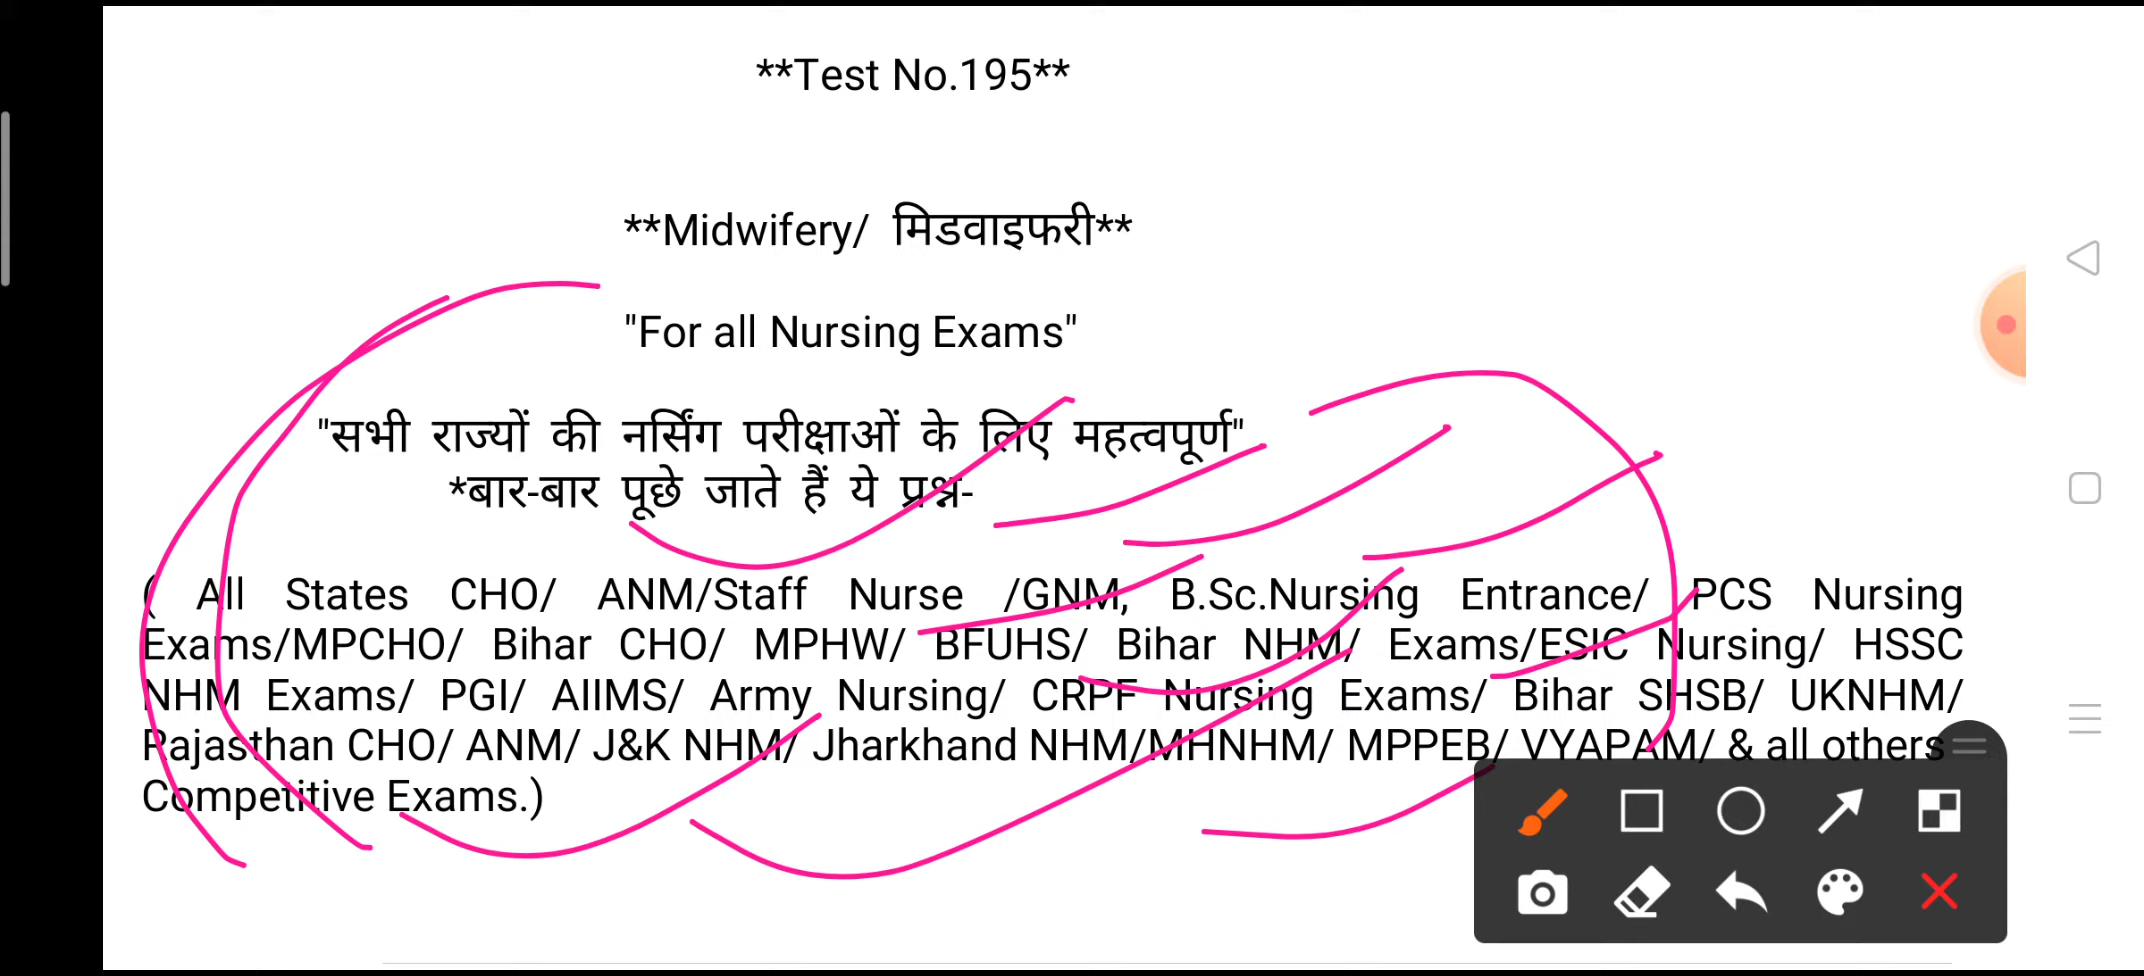 **Test No.195**
**Midwifery/ मिडवाइफरी**
"For all Nursing Exams"
"सभी राज्यों की नर्सिंग परीक्षाओं के लिए महत्वपूर्ण"
*बार-बार पूछे जाते हैं ये प्रश्न-
( All States CHO/ ANM/Staff Nurse /GNM, B.Sc.Nursing Entrance/ PCS Nursing
Exams/MPCHO/ Bihar CHO/ MPHW/ BFUHS/ Bihar NHM/ Exams/ESIC Nursing/ HSSC
NHM Exams/ PGI/ AIIMS/ Army Nursing/ CRPF Nursing Exams/ Bihar SHSB/ UKNHM/
Rajasthan CHO/ ANM/ J&K NHM/ Jharkhand NHM/MHNHM/ MPPEB/ VYAPAM/ & all others
Competitive Exams.)